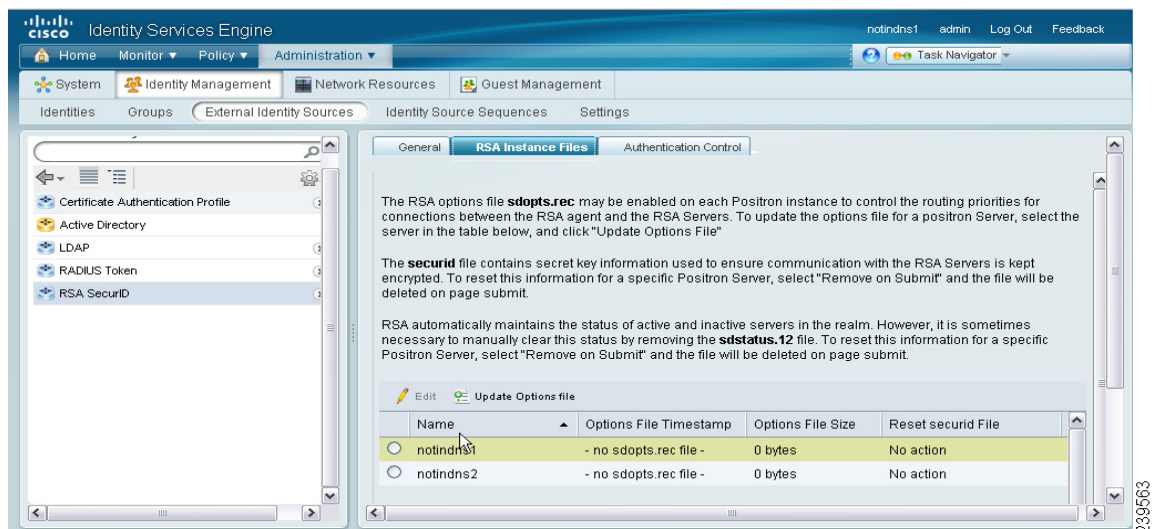 cisco Identity Services Engine notindns1 admin Log Out Feedback
Home Monitor Policy Administration Task Navigator
System Identity Management Network Resources Guest Management
Identities Groups External Identity Sources Identity Source Sequences Settings
Certificate Authentication Profile
Active Directory
LDAP
RADIUS Token
RSA SecurID
General RSA Instance Files Authentication Control
The RSA options file sdopts.rec may be enabled on each Positron instance to control the routing priorities for
connections between the RSA agent and the RSA Servers. To update the options file for a positron Server, select the
server in the table below, and click "Update Options File"
The securid file contains secret key information used to ensure communication with the RSA Servers is kept
encrypted. To reset this information for a specific Positron Server, select "Remove on Submit" and the file will be
deleted on page submit.
RSA automatically maintains the status of active and inactive servers in the realm. However, it is sometimes
necessary to manually clear this status by removing the sdstatus.12 file. To reset this information for a specific
Positron Server, select "Remove on Submit" and the file will be deleted on page submit.
Edit Update Options file
Name Options File Timestamp Options File Size Reset securid File
notindns1 - no sdopts.rec file - 0 bytes No action
notindns2 - no sdopts.rec file - 0 bytes No action
239563